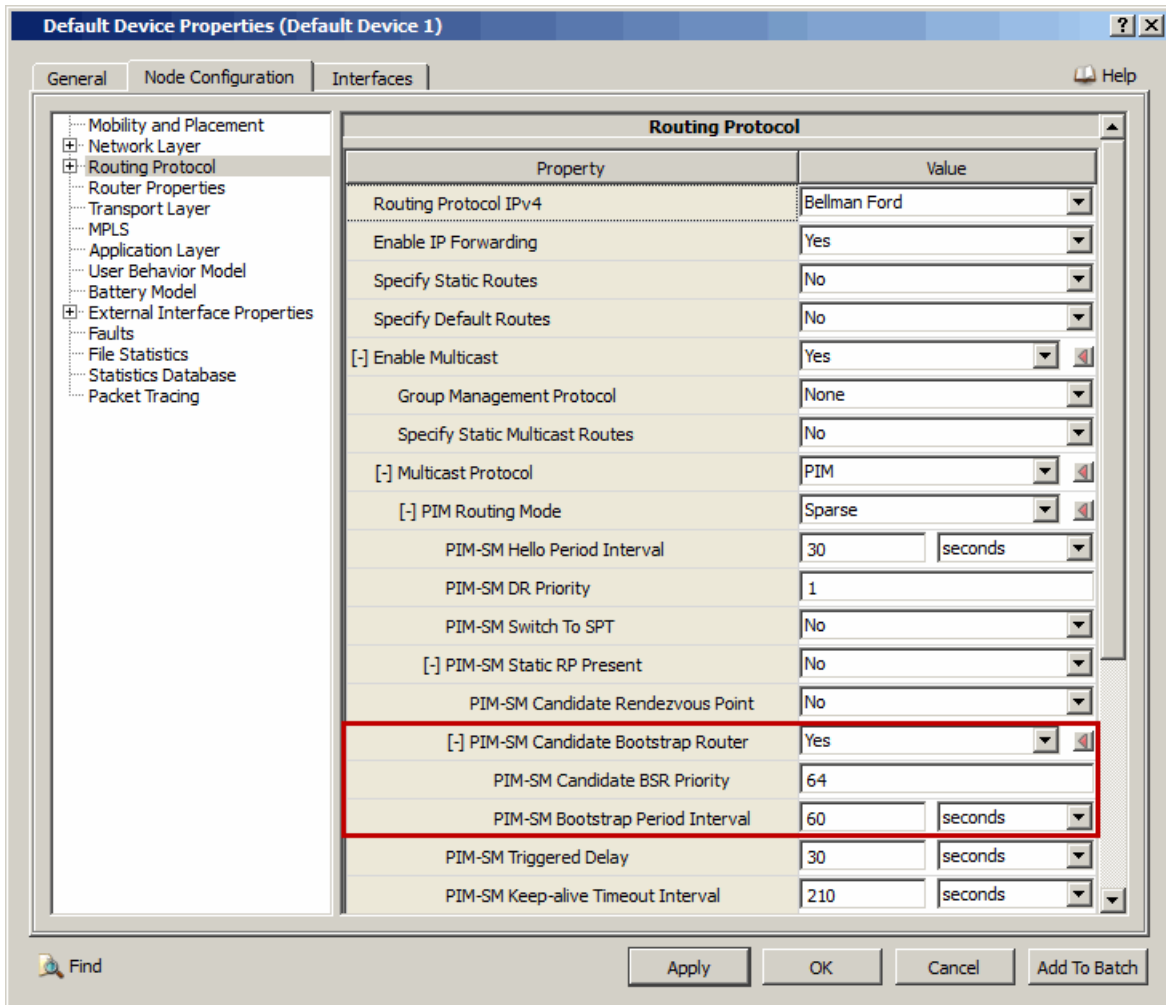 Default Device Properties (Default Device 1)
General Node Configuration Interfaces Help
Mobility and Placement
Network Layer
Routing Protocol
Router Properties
Transport Layer
MPLS
Application Layer
User Behavior Model
Battery Model
External Interface Properties
Faults
File Statistics
Statistics Database
Packet Tracing
Routing Protocol
Property Value
Routing Protocol IPv4 Bellman Ford
Enable IP Forwarding Yes
Specify Static Routes No
Specify Default Routes No
[-] Enable Multicast Yes
Group Management Protocol None
Specify Static Multicast Routes No
[-] Multicast Protocol PIM
[-] PIM Routing Mode Sparse
PIM-SM Hello Period Interval 30 seconds
PIM-SM DR Priority 1
PIM-SM Switch To SPT No
[-] PIM-SM Static RP Present No
PIM-SM Candidate Rendezvous Point No
[-] PIM-SM Candidate Bootstrap Router Yes
PIM-SM Candidate BSR Priority 64
PIM-SM Bootstrap Period Interval 60 seconds
PIM-SM Triggered Delay 30 seconds
PIM-SM Keep-alive Timeout Interval 210 seconds
Find Apply OK Cancel Add To Batch